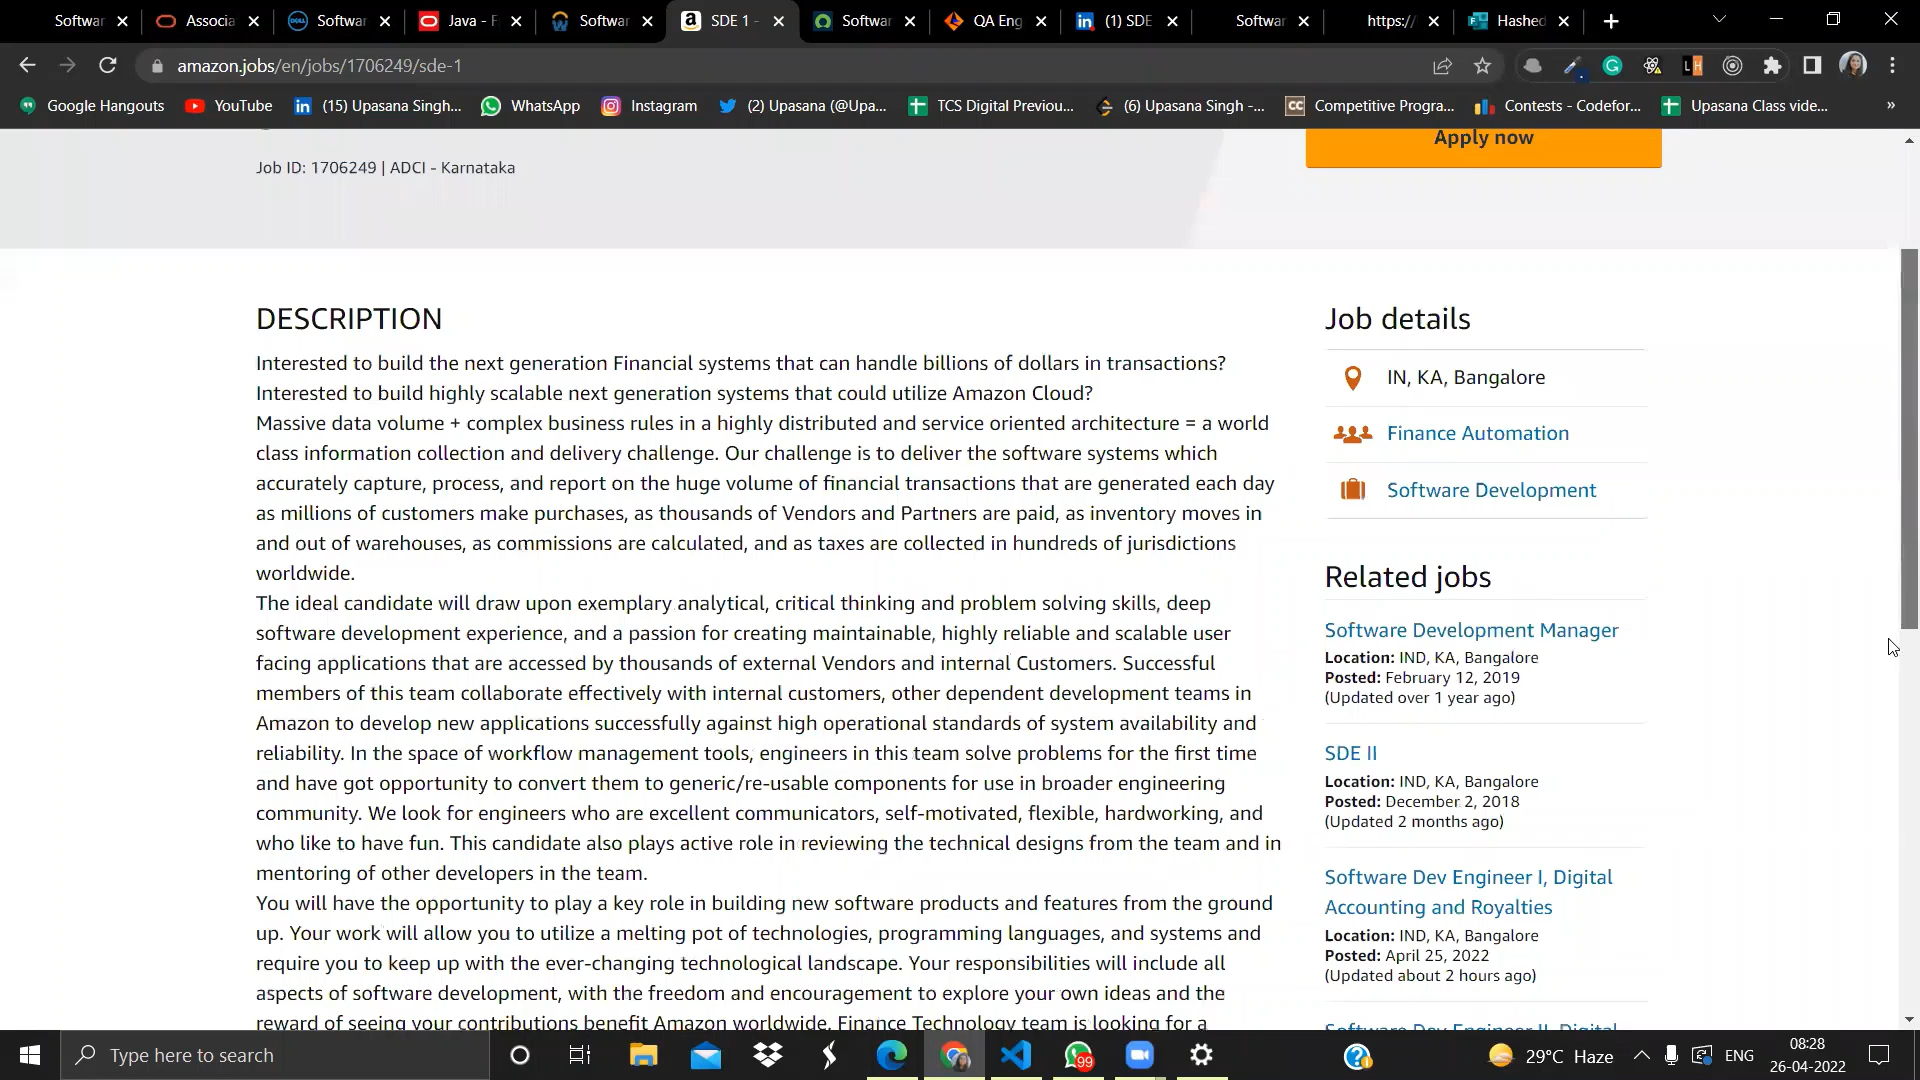 Softwar
Associa
Softwar
Java - F
Softwar
SDE 1 -
Softwar
QA Eng
(1) SDE
Softwar
https://
Hashed
amazon.jobs/en/jobs/1706249/sde-1
Google Hangouts
YouTube
(15) Upasana Singh...
WhatsApp
Instagram
(2) Upasana (@Upa...
TCS Digital Previou...
(6) Upasana Singh -...
Competitive Progra...
Contests - Codefor...
Upasana Class vide...
Apply now
Job ID: 1706249 | ADCI - Karnataka
DESCRIPTION
Interested to build the next generation Financial systems that can handle billions of dollars in transactions?
Interested to build highly scalable next generation systems that could utilize Amazon Cloud?
Massive data volume + complex business rules in a highly distributed and service oriented architecture = a world
class information collection and delivery challenge. Our challenge is to deliver the software systems which
accurately capture, process, and report on the huge volume of financial transactions that are generated each day
as millions of customers make purchases, as thousands of Vendors and Partners are paid, as inventory moves in
and out of warehouses, as commissions are calculated, and as taxes are collected in hundreds of jurisdictions
worldwide.
The ideal candidate will draw upon exemplary analytical, critical thinking and problem solving skills, deep
software development experience, and a passion for creating maintainable, highly reliable and scalable user
facing applications that are accessed by thousands of external Vendors and internal Customers. Successful
members of this team collaborate effectively with internal customers, other dependent development teams in
Amazon to develop new applications successfully against high operational standards of system availability and
reliability. In the space of workflow management tools, engineers in this team solve problems for the first time
and have got opportunity to convert them to generic/re-usable components for use in broader engineering
community. We look for engineers who are excellent communicators, self-motivated, flexible, hardworking, and
who like to have fun. This candidate also plays active role in reviewing the technical designs from the team and in
mentoring of other developers in the team.
You will have the opportunity to play a key role in building new software products and features from the ground
up. Your work will allow you to utilize a melting pot of technologies, programming languages, and systems and
require you to keep up with the ever-changing technological landscape. Your responsibilities will include all
aspects of software development, with the freedom and encouragement to explore your own ideas and the
reward of seeing your contributions benefit Amazon worldwide. Finance Technology team is looking for a
Job details
IN, KA, Bangalore
Finance Automation
Software Development
Related jobs
Software Development Manager
Location: IND, KA, Bangalore
Posted: February 12, 2019
(Updated over 1 year ago)
SDE II
Location: IND, KA, Bangalore
Posted: December 2, 2018
(Updated 2 months ago)
Software Dev Engineer I, Digital
Accounting and Royalties
Location: IND, KA, Bangalore
Posted: April 25, 2022
(Updated about 2 hours ago)
Software Dev Engineer II, Digital
Type here to search
99
29°C Haze
ENG
08:28
26-04-2022